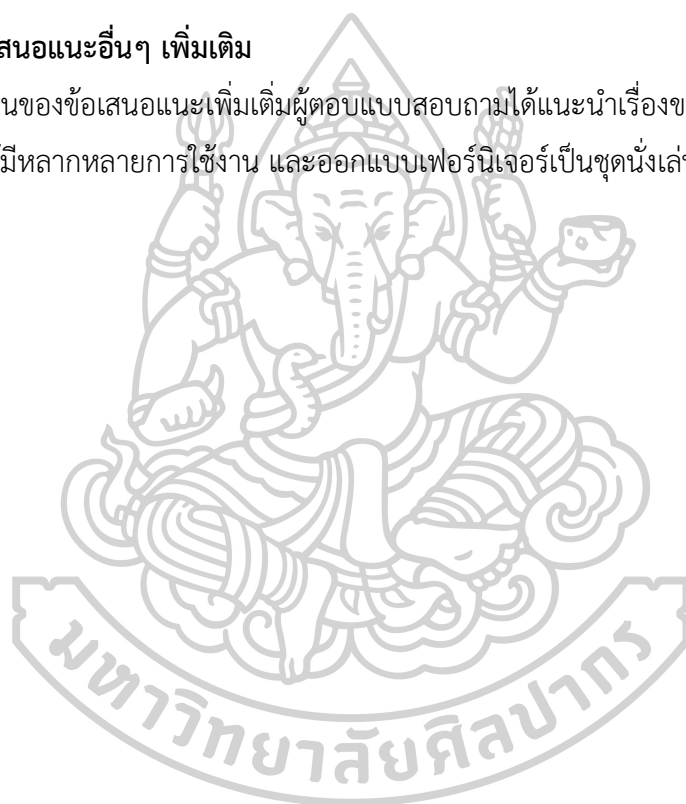 เสนอแนะอื่นๆ เพิ่มเติม
นของข้อเสนอแนะเพิ่มเติ่มผู้ตอบแบบสอบถามได้แนะนำเรื่องข
มีหลากหลายการใช้งาน และออกแบบเฟอร์นิเจอร์เป็นชุดนั่งเล่
มหาวิทยาลัยศิลปากร